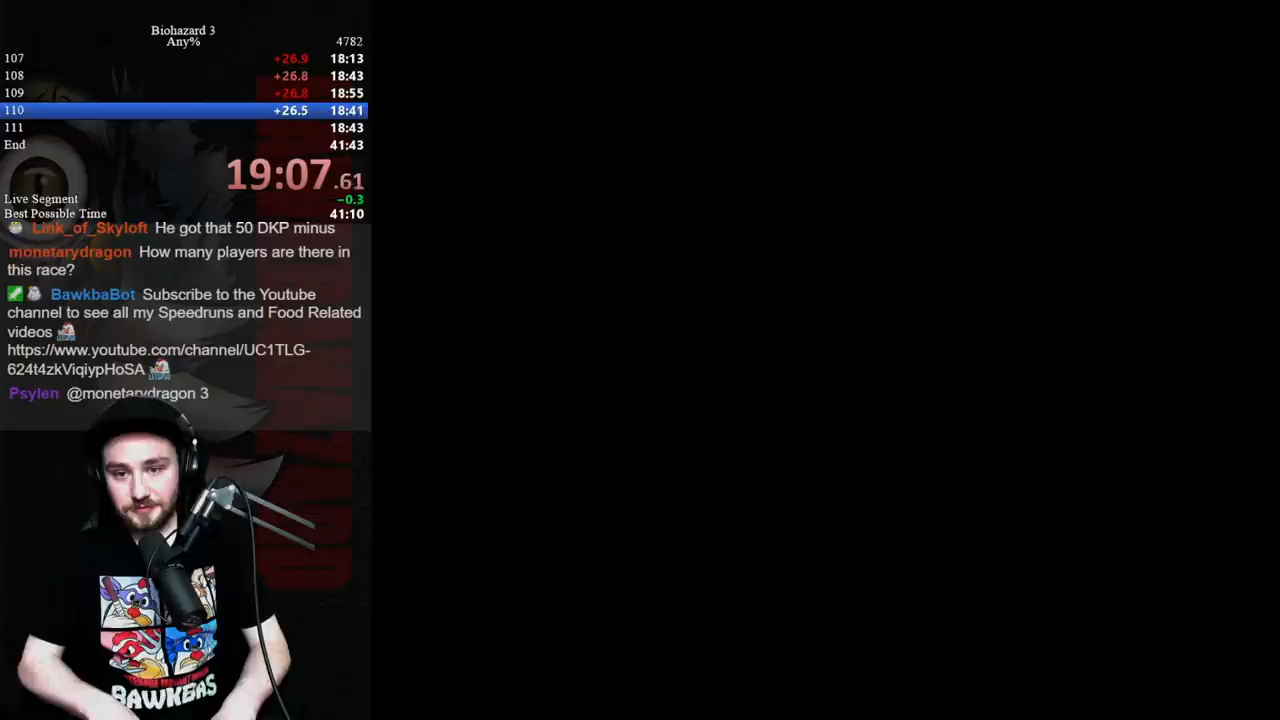 Biohazard 3
Any%
4782
107 +26.9 18:13
108 +26.8 18:43
109 +26.8 18:55
110 +26.5 18:41
111 18:43
End 41:43
19:07.61
Live Segment -0.3
Best Possible Time 41:10
Link_of_Skyloft He got that 50 DKP minus
monetarydragon How many players are there in
this race?
BawkbaBot Subscribe to the Youtube
channel to see all my Speedruns and Food Related
videos
https://www.youtube.com/channel/UC1TLG-
624t4zkViqiypHoSA
Psylen @monetarydragon 3
BAWKBAS